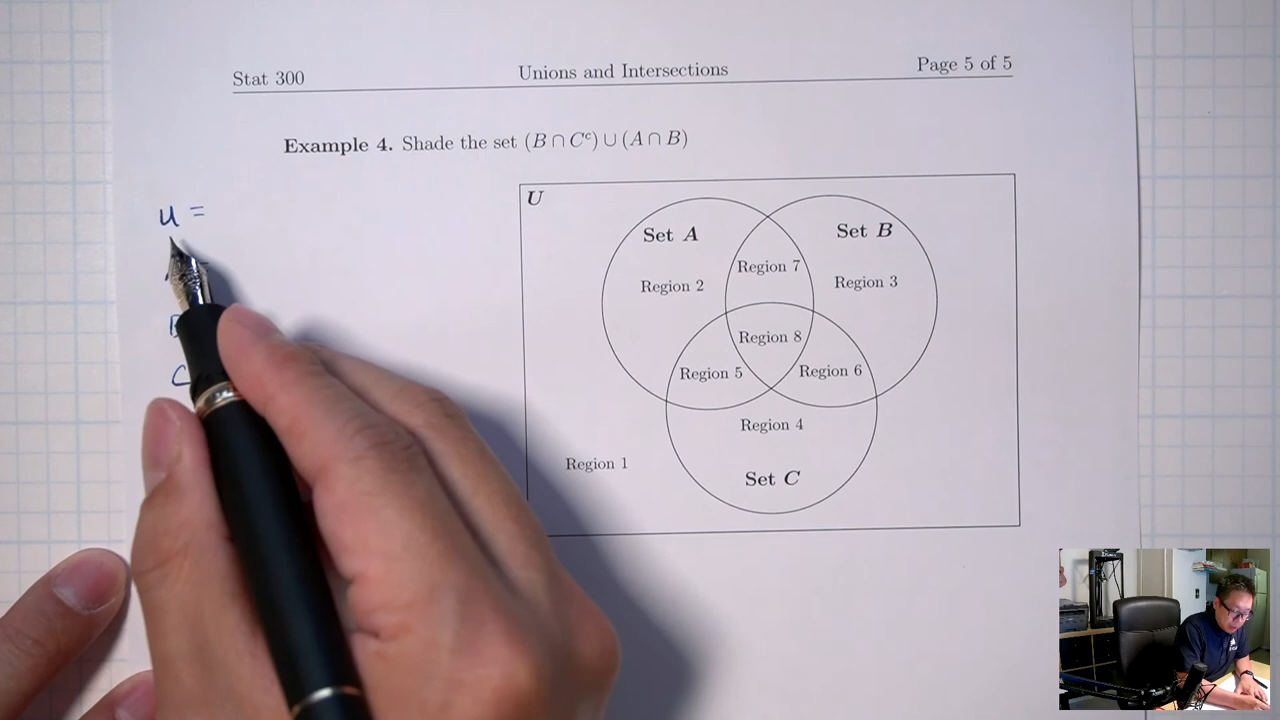 Stat 300 Unions and Intersections Page 5 of 5
Example 4. Shade the set (B ∩ Cᶜ) ∪ (A ∩ B)
U
U =
Set A Set B
Region 7
Region 2 Region 3
Region 8
Region 5 Region 6
C
Region 4
Region 1
Set C